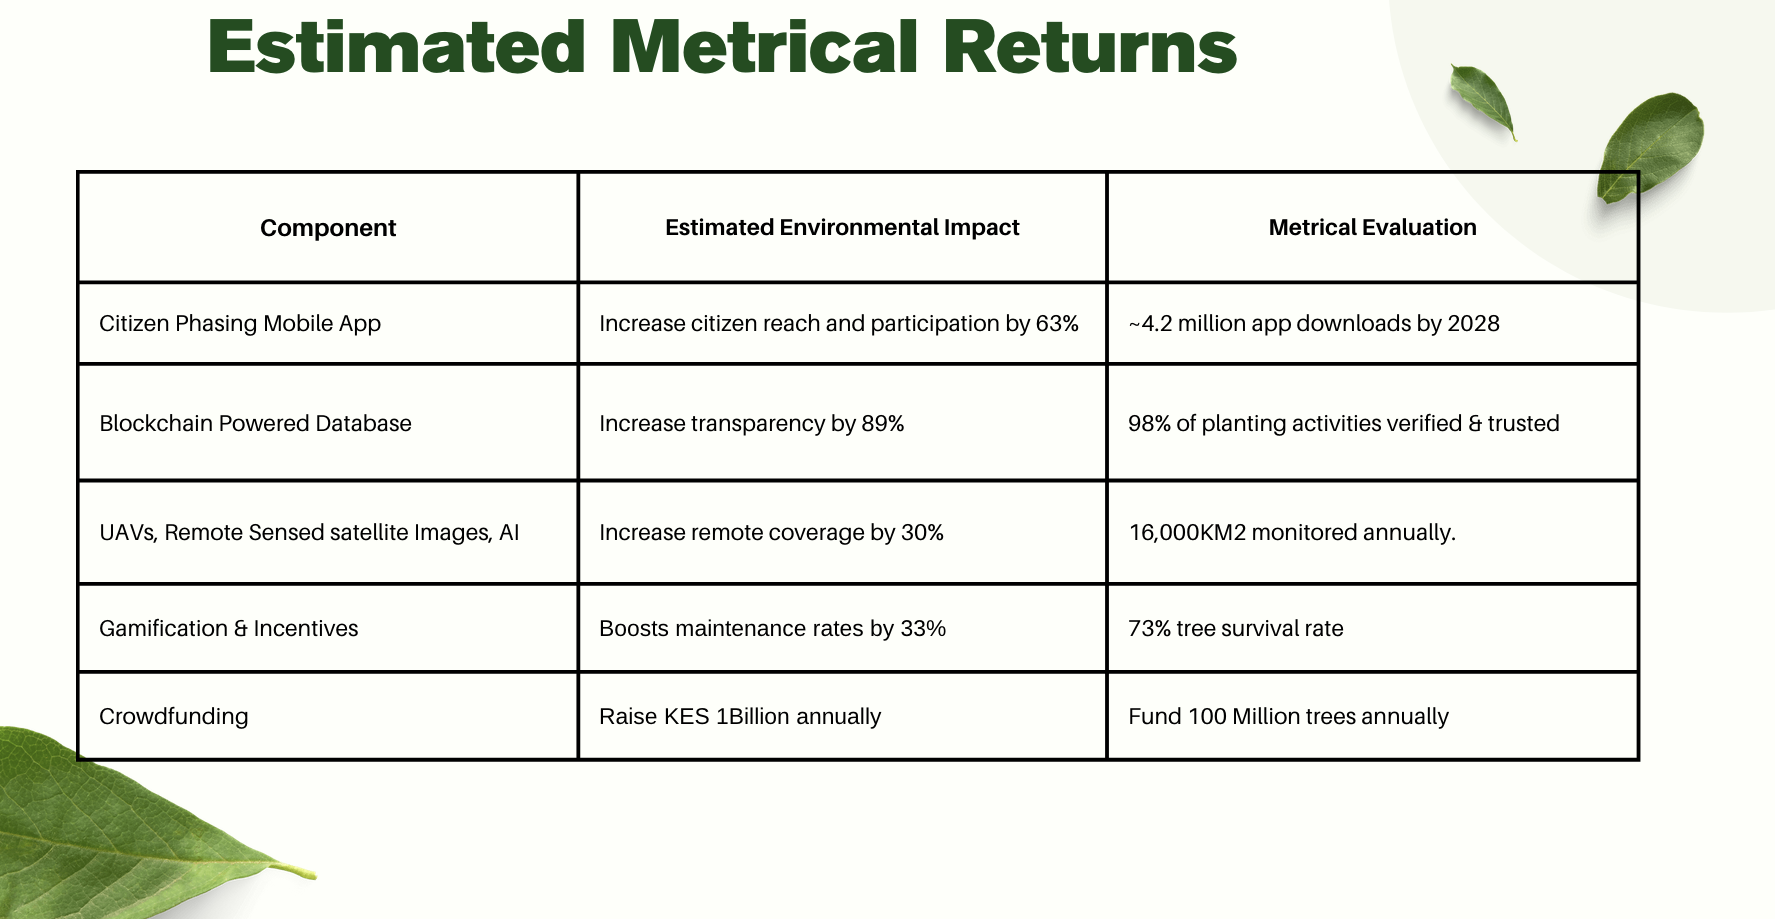 Estimated Metrical Returns
Component
Estimated Environmental Impact
Metrical Evaluation
Citizen Phasing Mobile App
Increase citizen reach and participation by 63%
~4.2 million app downloads by 2028
Blockchain Powered Database
Increase transparency by 89%
98% of planting activities verified & trusted
UAVs, Remote Sensed satellite Images, AI
Increase remote coverage by 30%
16,000KM2 monitored annually.
Gamification & Incentives
Boosts maintenance rates by 33%
73% tree survival rate
Crowdfunding
Raise KES 1Billion annually
Fund 100 Million trees annually